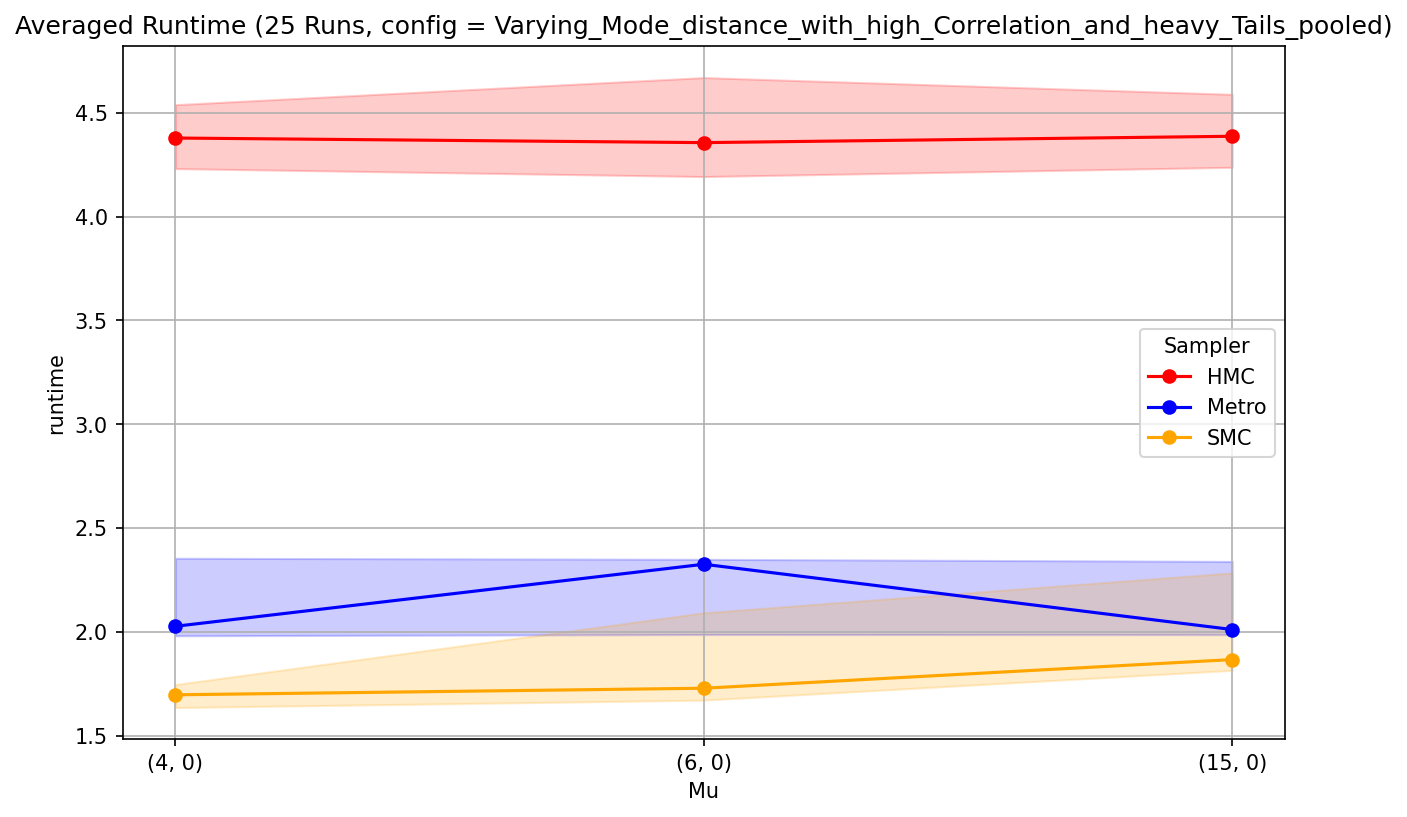 Averaged Runtime (25 Runs, config = Varying_Mode_distance_with_high_Correlation_and_heavy_Tails_pooled)
4.5
4.0
3.5
3.0
2.5
2.0
1.5
runtime
Sampler
HMC
Metro
SMC
(4, 0)
(6, 0)
(15, 0)
Mu